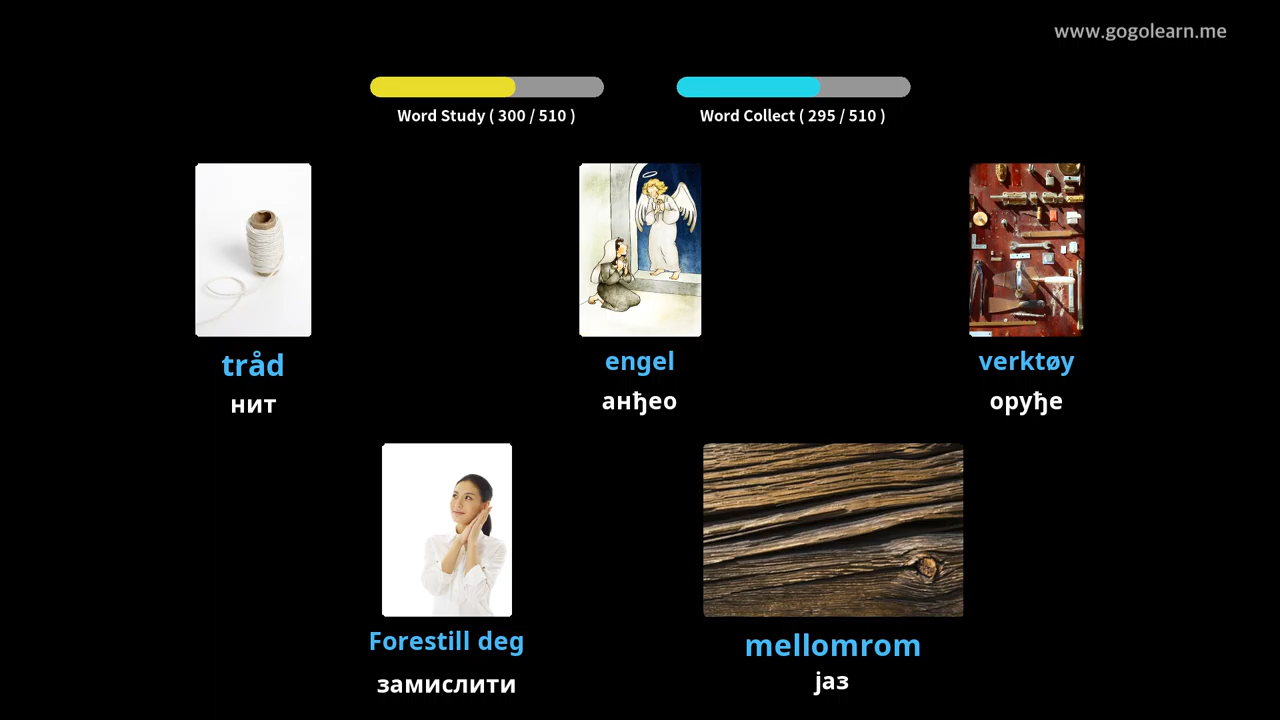 www.gogolearn.me
Word Study ( 300 / 510 )
Word Collect ( 295 / 510 )
tråd
нит
engel
анђео
verktøy
оруђе
Forestill deg
замислити
mellomrom
јаз